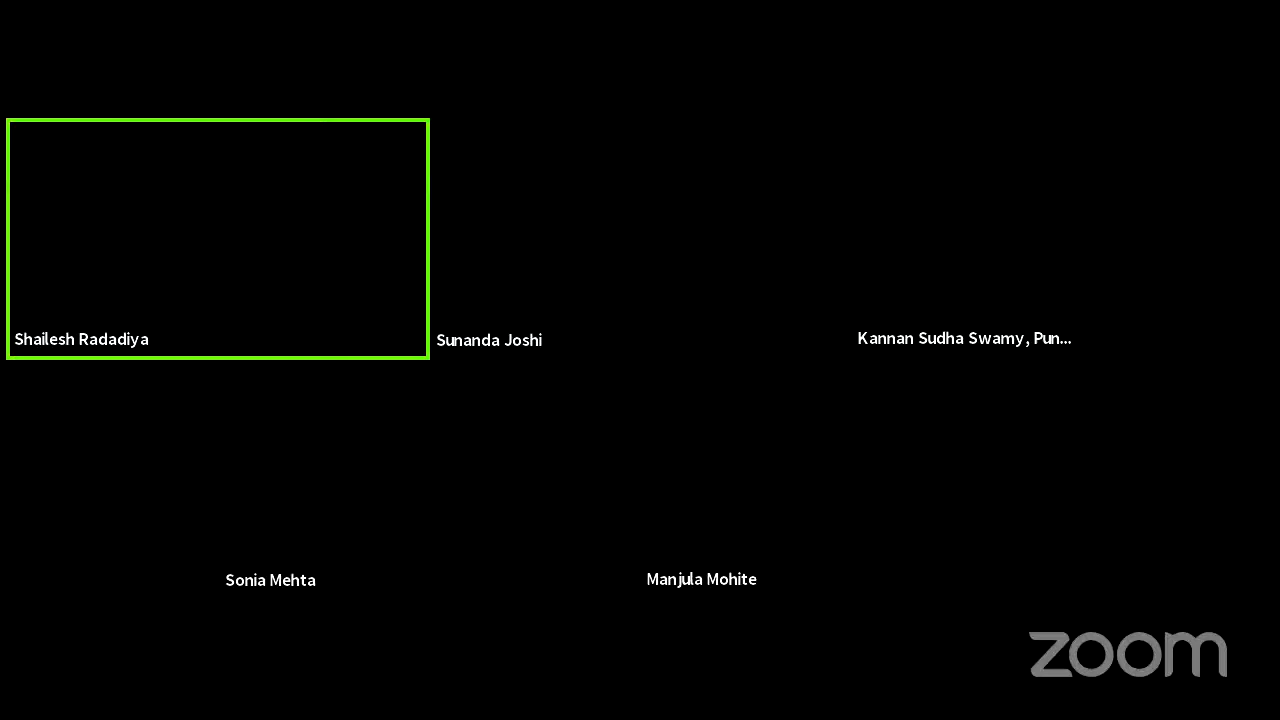 Shailesh Radadiya
Sunanda Joshi
Kannan Sudha Swamy, Pun...
Sonia Mehta
Manjula Mohite
zoom